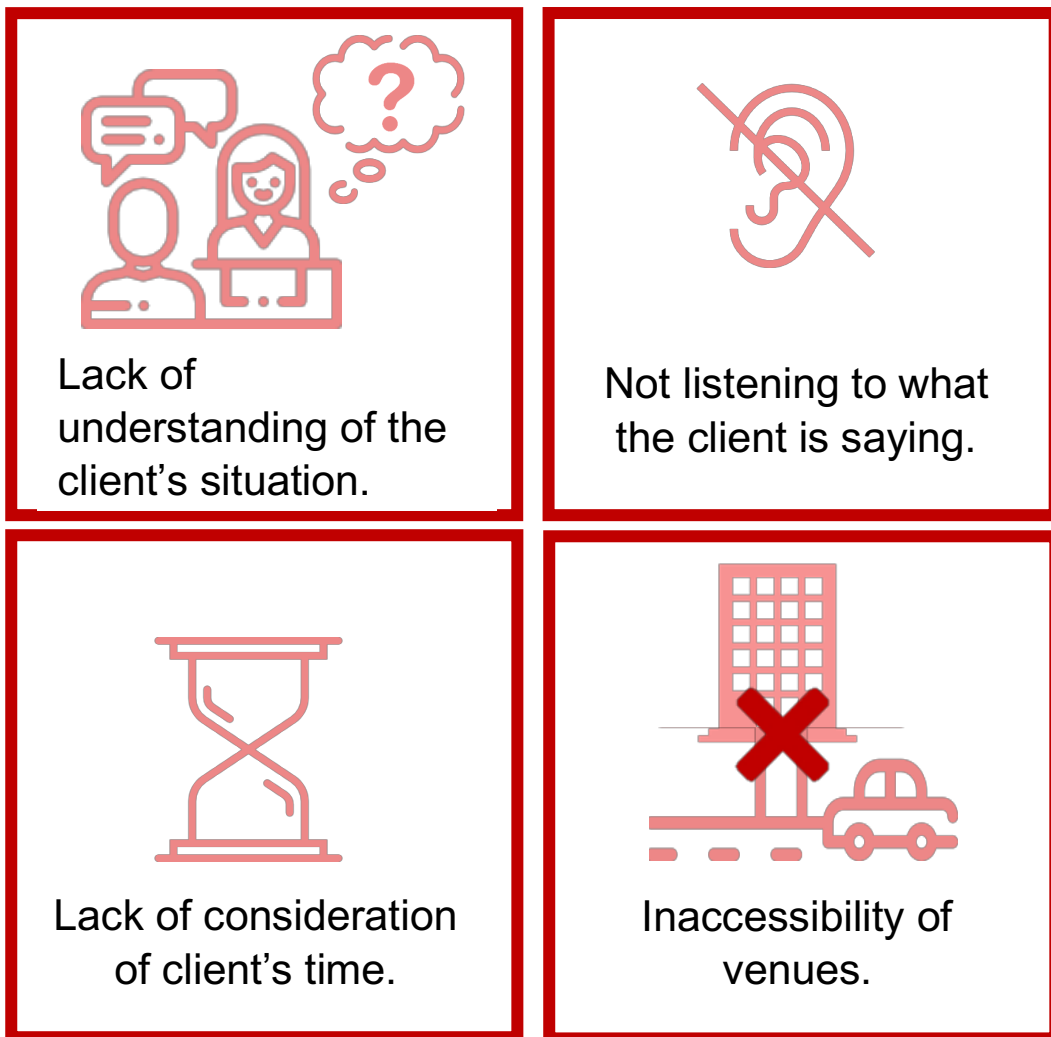 ?
Lack of
understanding of the
client’s situation.
Not listening to what
the client is saying.
Lack of consideration
of client’s time.
Inaccessibility of
venues.